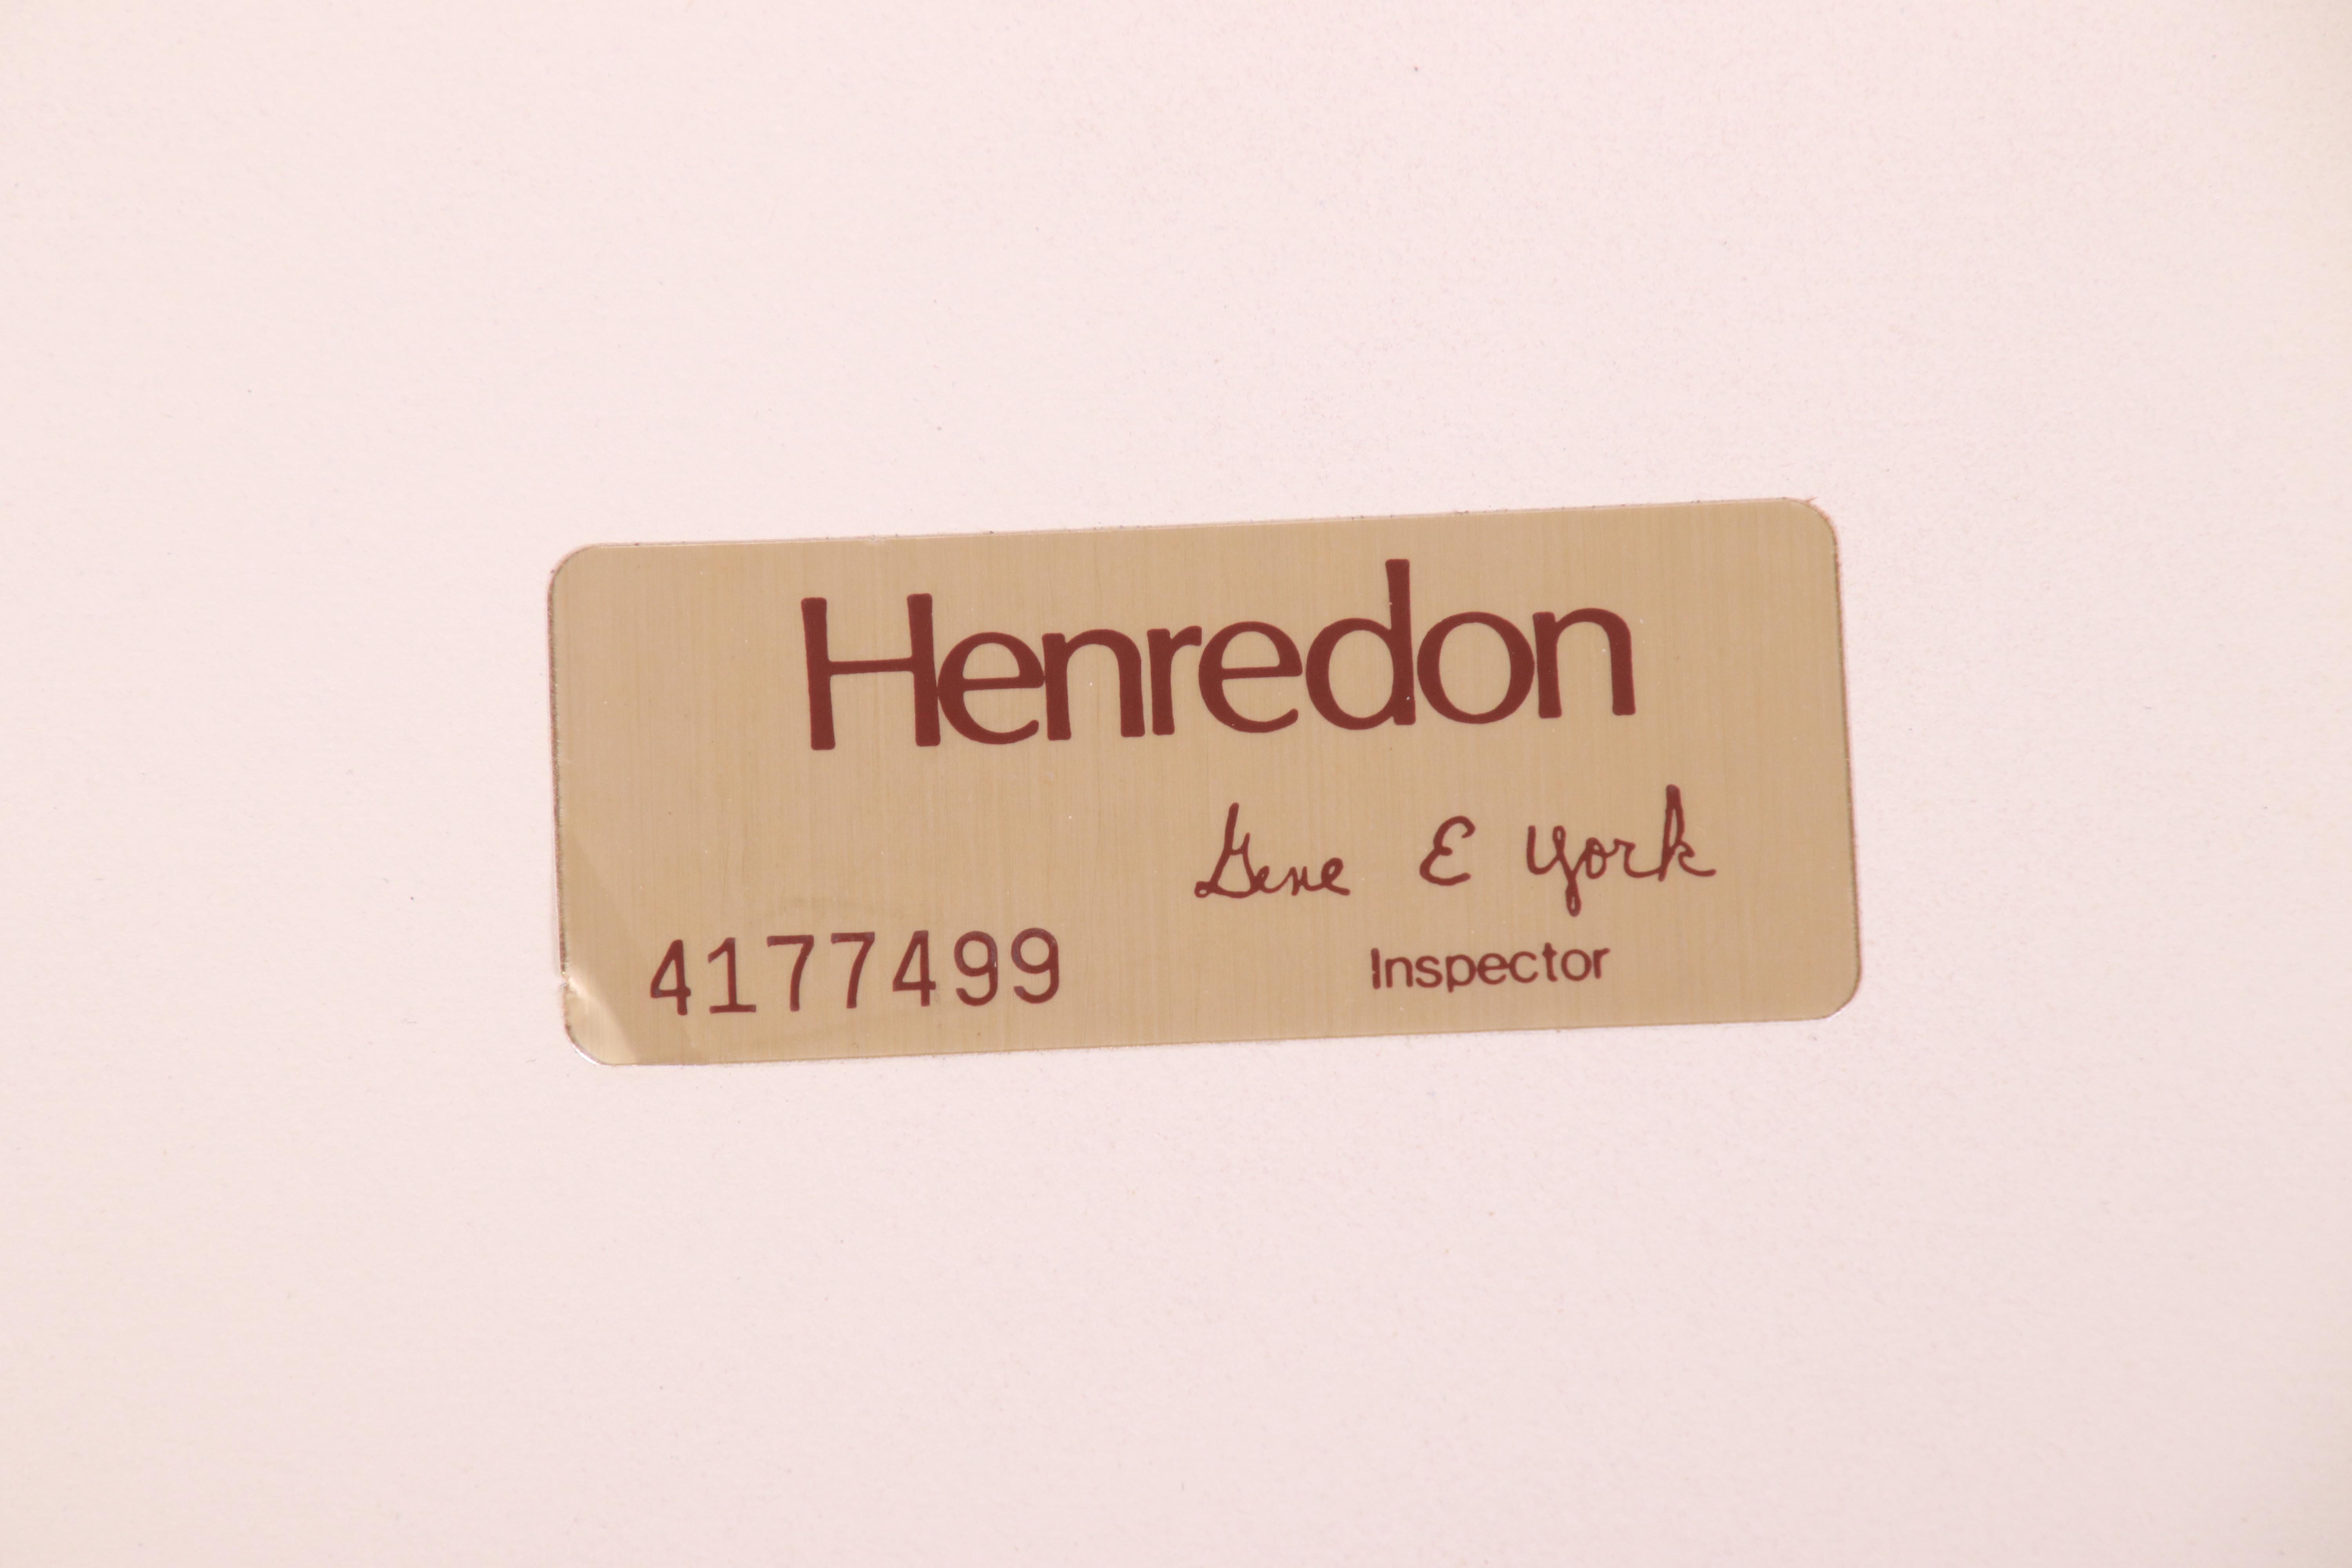 Henredon
Gene E York
4177499
Inspector